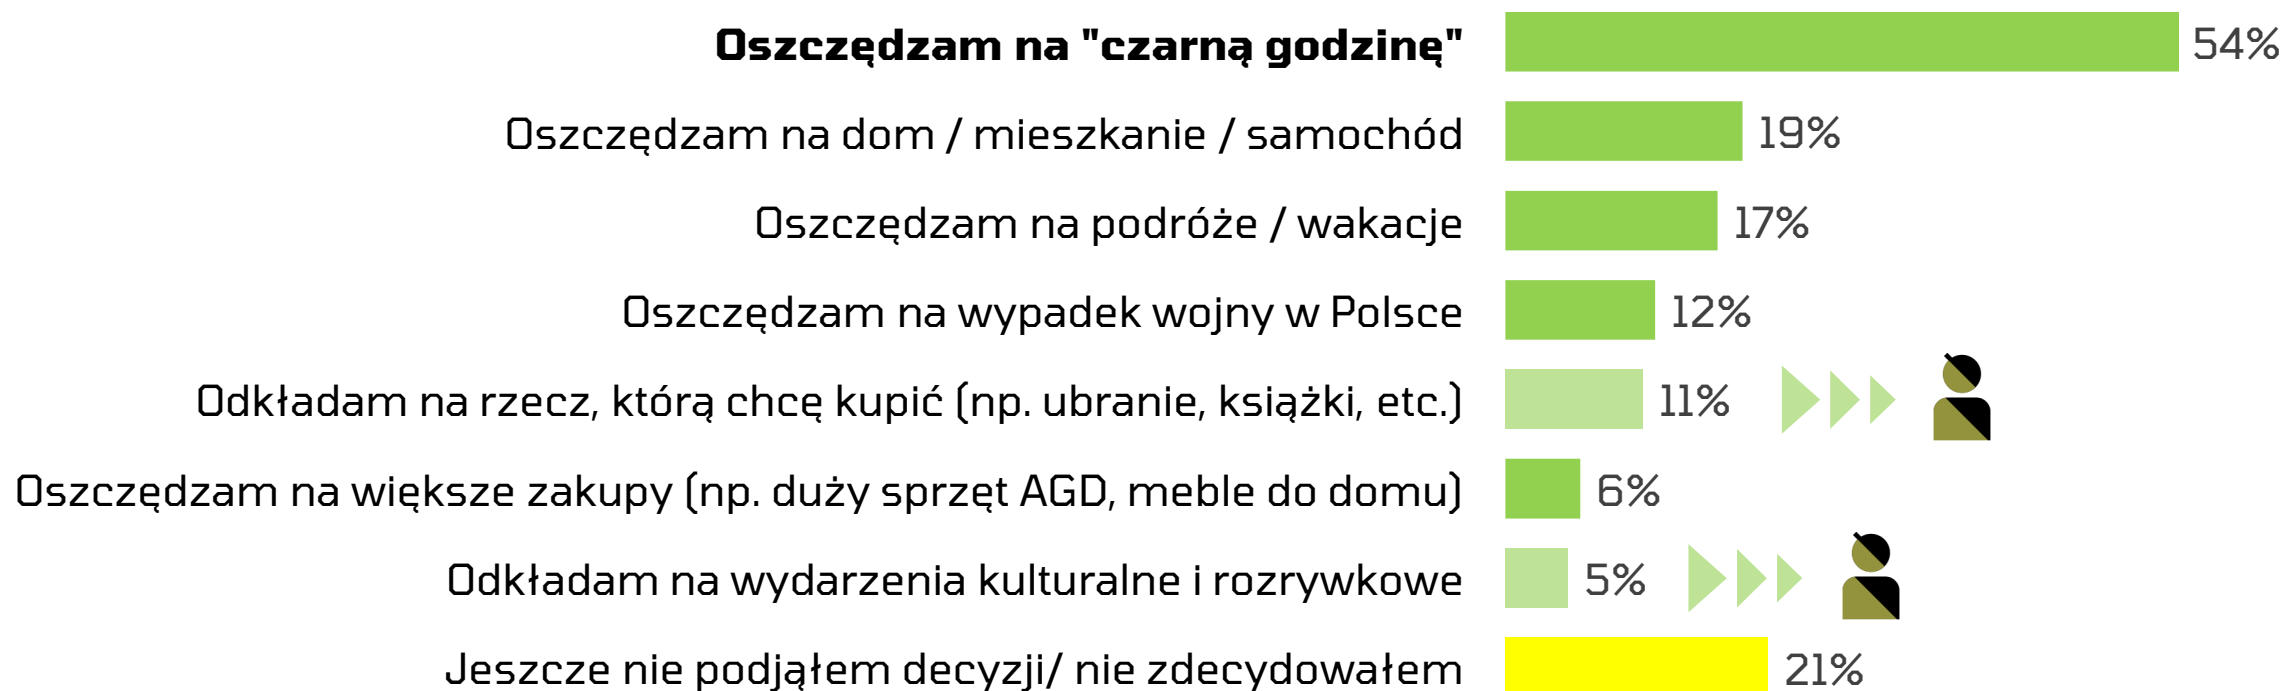 Oszczędzam na "czarną godzinę" 54%
Oszczędzam na dom / mieszkanie / samochód 19%
Oszczędzam na podróże / wakacje 17%
Oszczędzam na wypadek wojny w Polsce 12%
Odkładam na rzecz, którą chcę kupić (np. ubranie, książki, etc.) 11%
Oszczędzam na większe zakupy (np. duży sprzęt AGD, meble do domu) 6%
Odkładam na wydarzenia kulturalne i rozrywkowe 5%
Jeszcze nie podjąłem decyzji/ nie zdecydowałem 21%